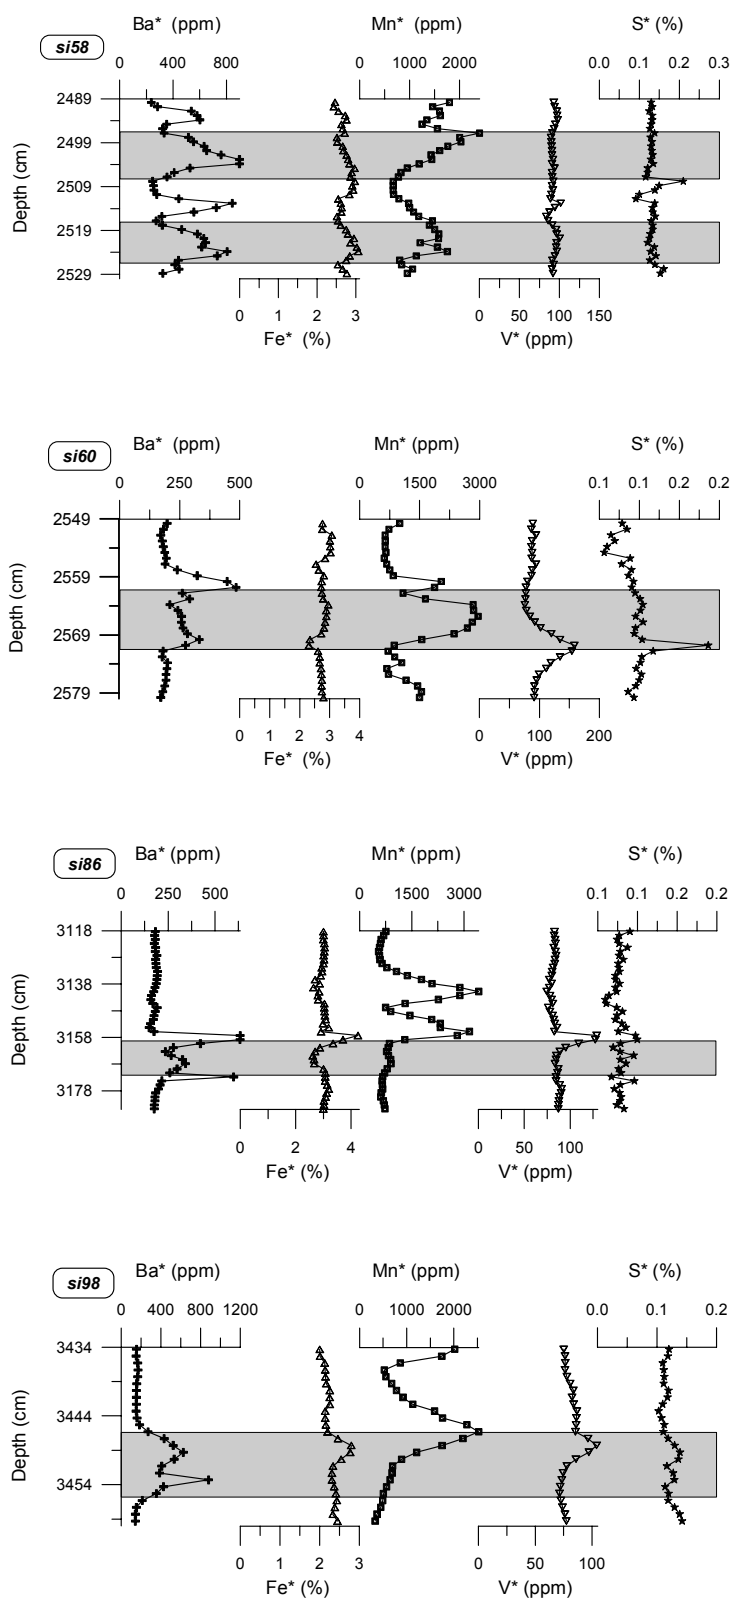 Ba* (ppm) Mn* (ppm) S* (%)
si58
0 400 800 0 1000 2000 0.0 0.1 0.2 0.3
2489
2499
2509
2519
2529
Depth (cm)
0 1 2 3 0 50 100 150
Fe* (%) V* (ppm)
Ba* (ppm) Mn* (ppm) S* (%)
si60
0 250 500 0 1500 3000 0.1 0.1 0.2 0.2
2549
2559
2569
2579
Depth (cm)
0 1 2 3 4 0 100 200
Fe* (%) V* (ppm)
Ba* (ppm) Mn* (ppm) S* (%)
si86
0 250 500 0 1500 3000 0.1 0.1 0.2 0.2
3118
3138
3158
3178
Depth (cm)
0 2 4 0 50 100
Fe* (%) V* (ppm)
Ba* (ppm) Mn* (ppm) S* (%)
si98
0 400 800 1200 0 1000 2000 0.0 0.1 0.2
3434
3444
3454
Depth (cm)
0 1 2 3 0 50 100
Fe* (%) V* (ppm)